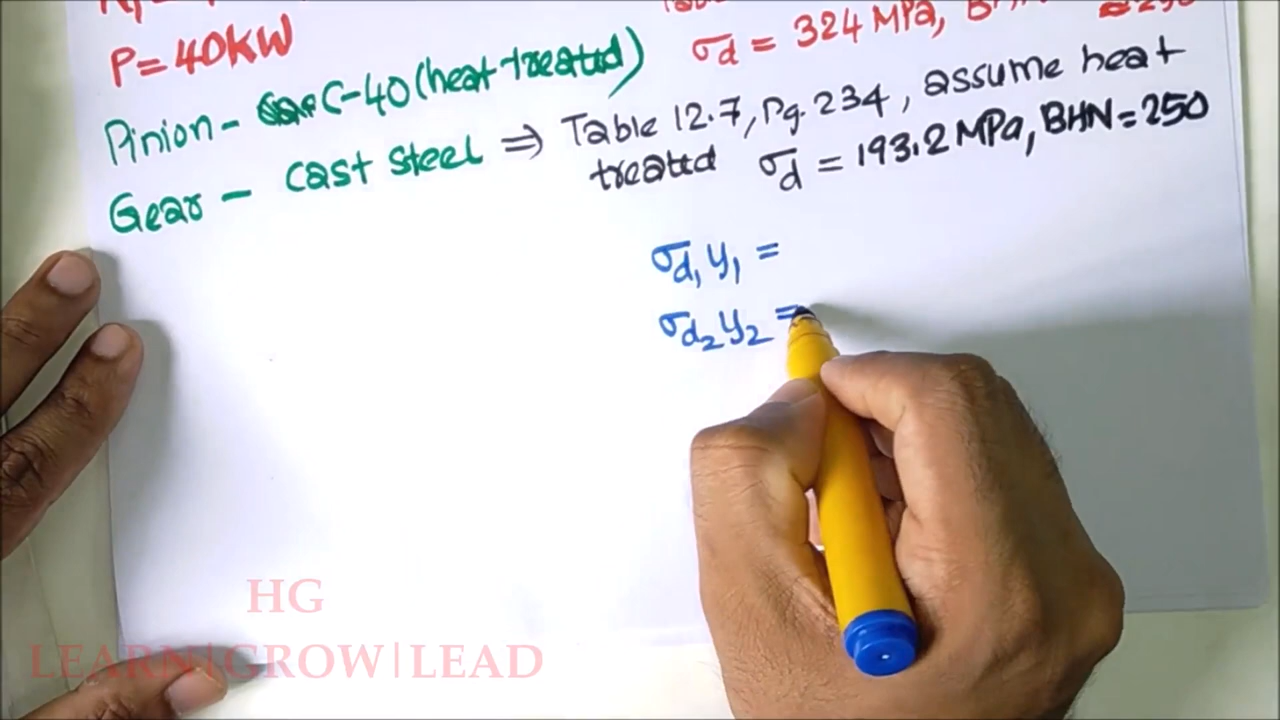 P=40KW
σd = 324 MPa,
Pinion- C-40(heat-treated)
Gear - cast steel ⇒ Table 12.7, Pg.234, assume heat
treated σd = 193.2 MPa, BHN=250
σd₁ y₁ =
σd₂ y₂ =
HG
LEARN|GROW|LEAD